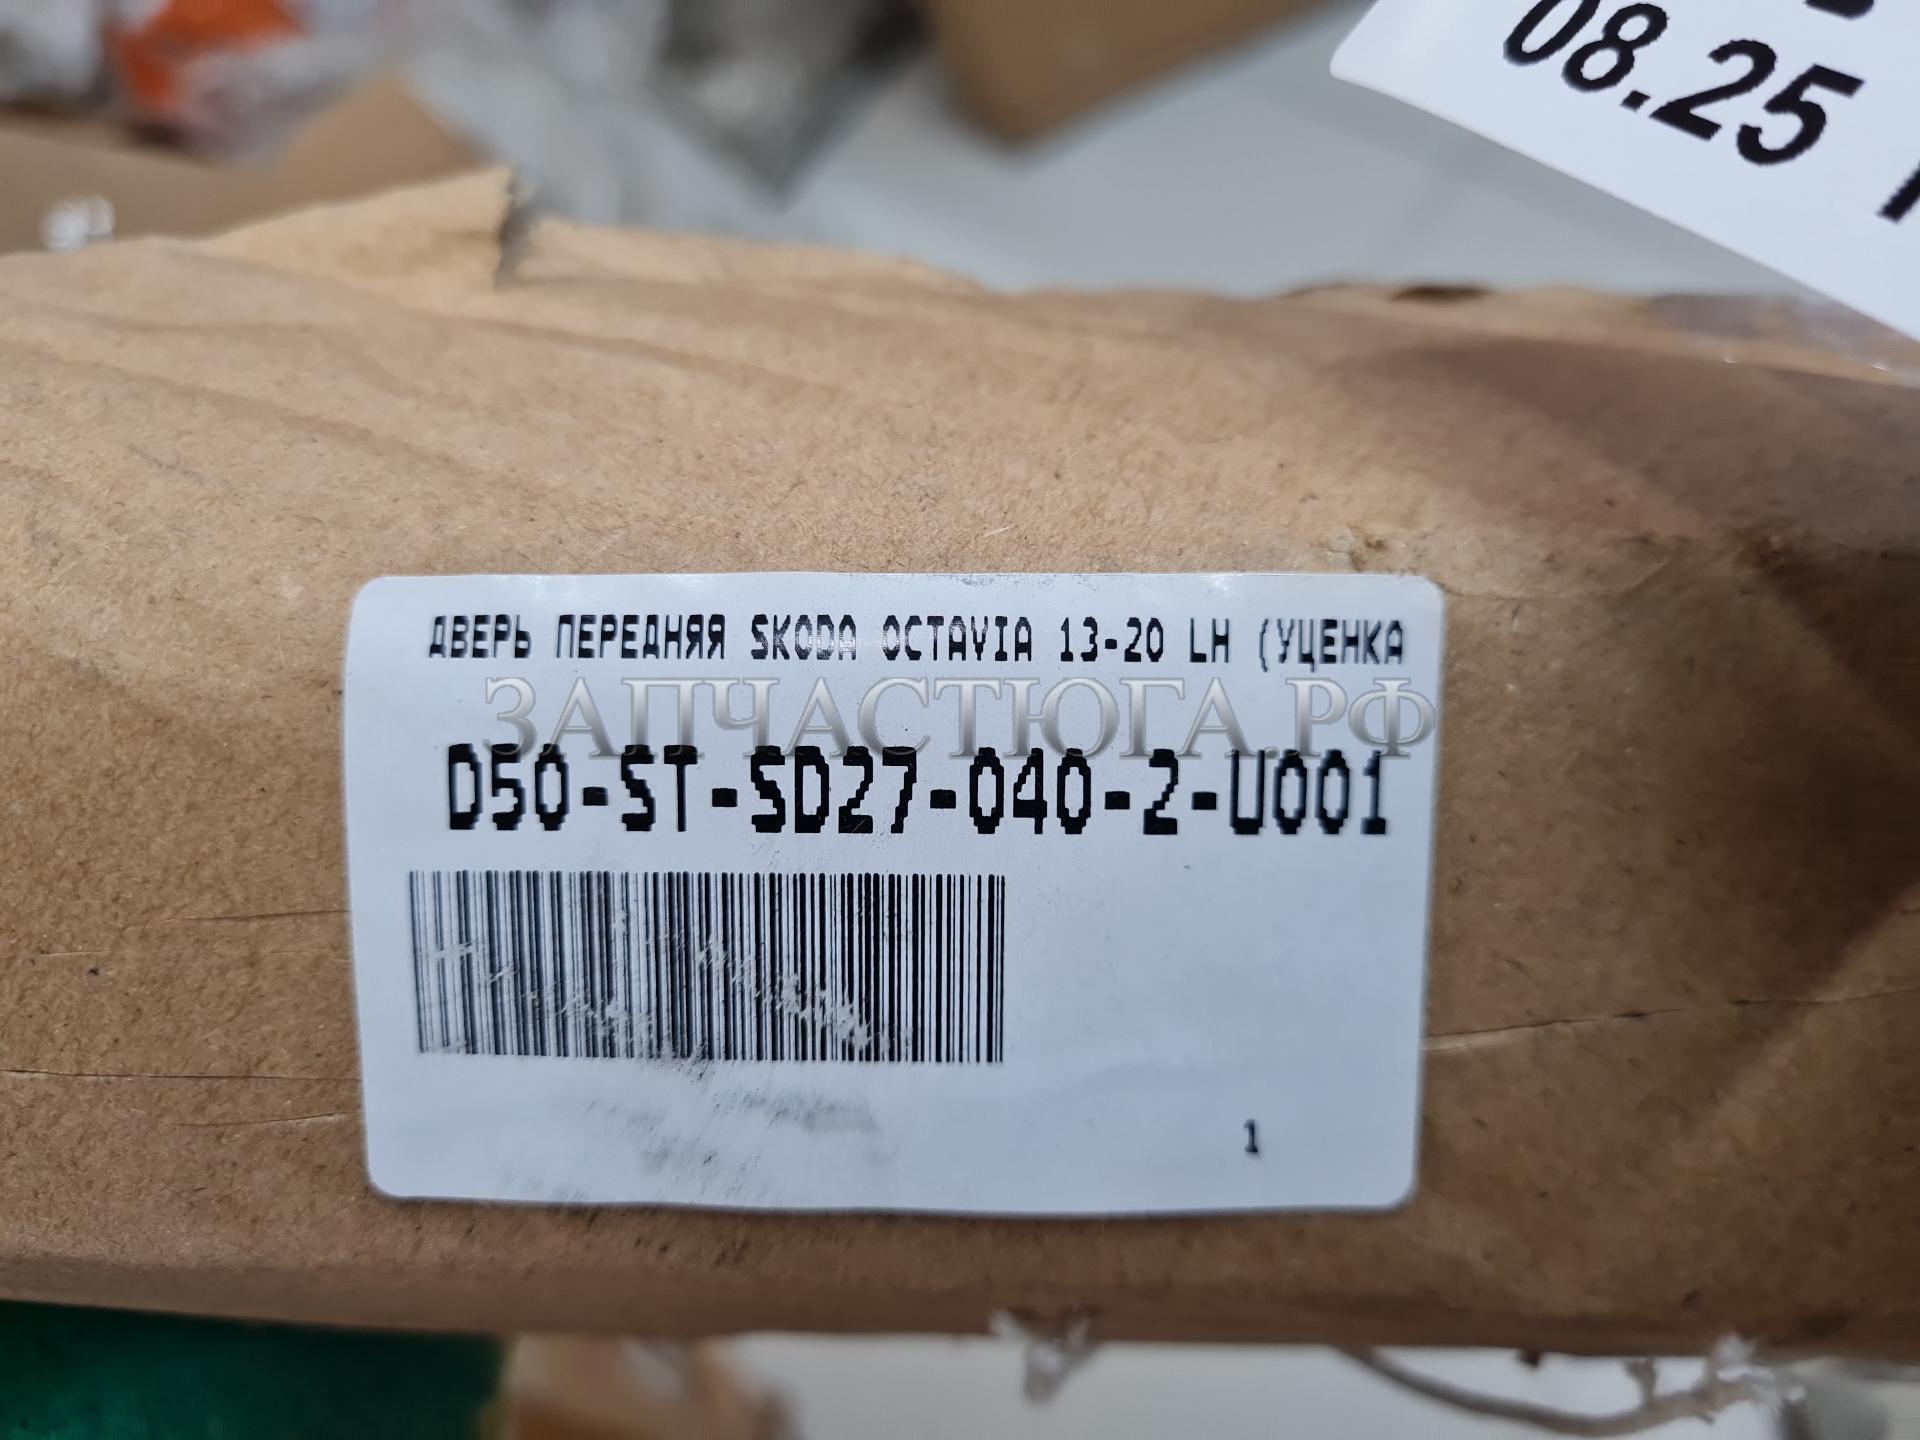 08.25
ДВЕРЬ ПЕРЕДНЯЯ SKODA OCTAVIA 13-20 LH (УЦЕНКА
ЗАПЧАСТЮГА.РФ
D50-ST-SD27-040-2-U001
1